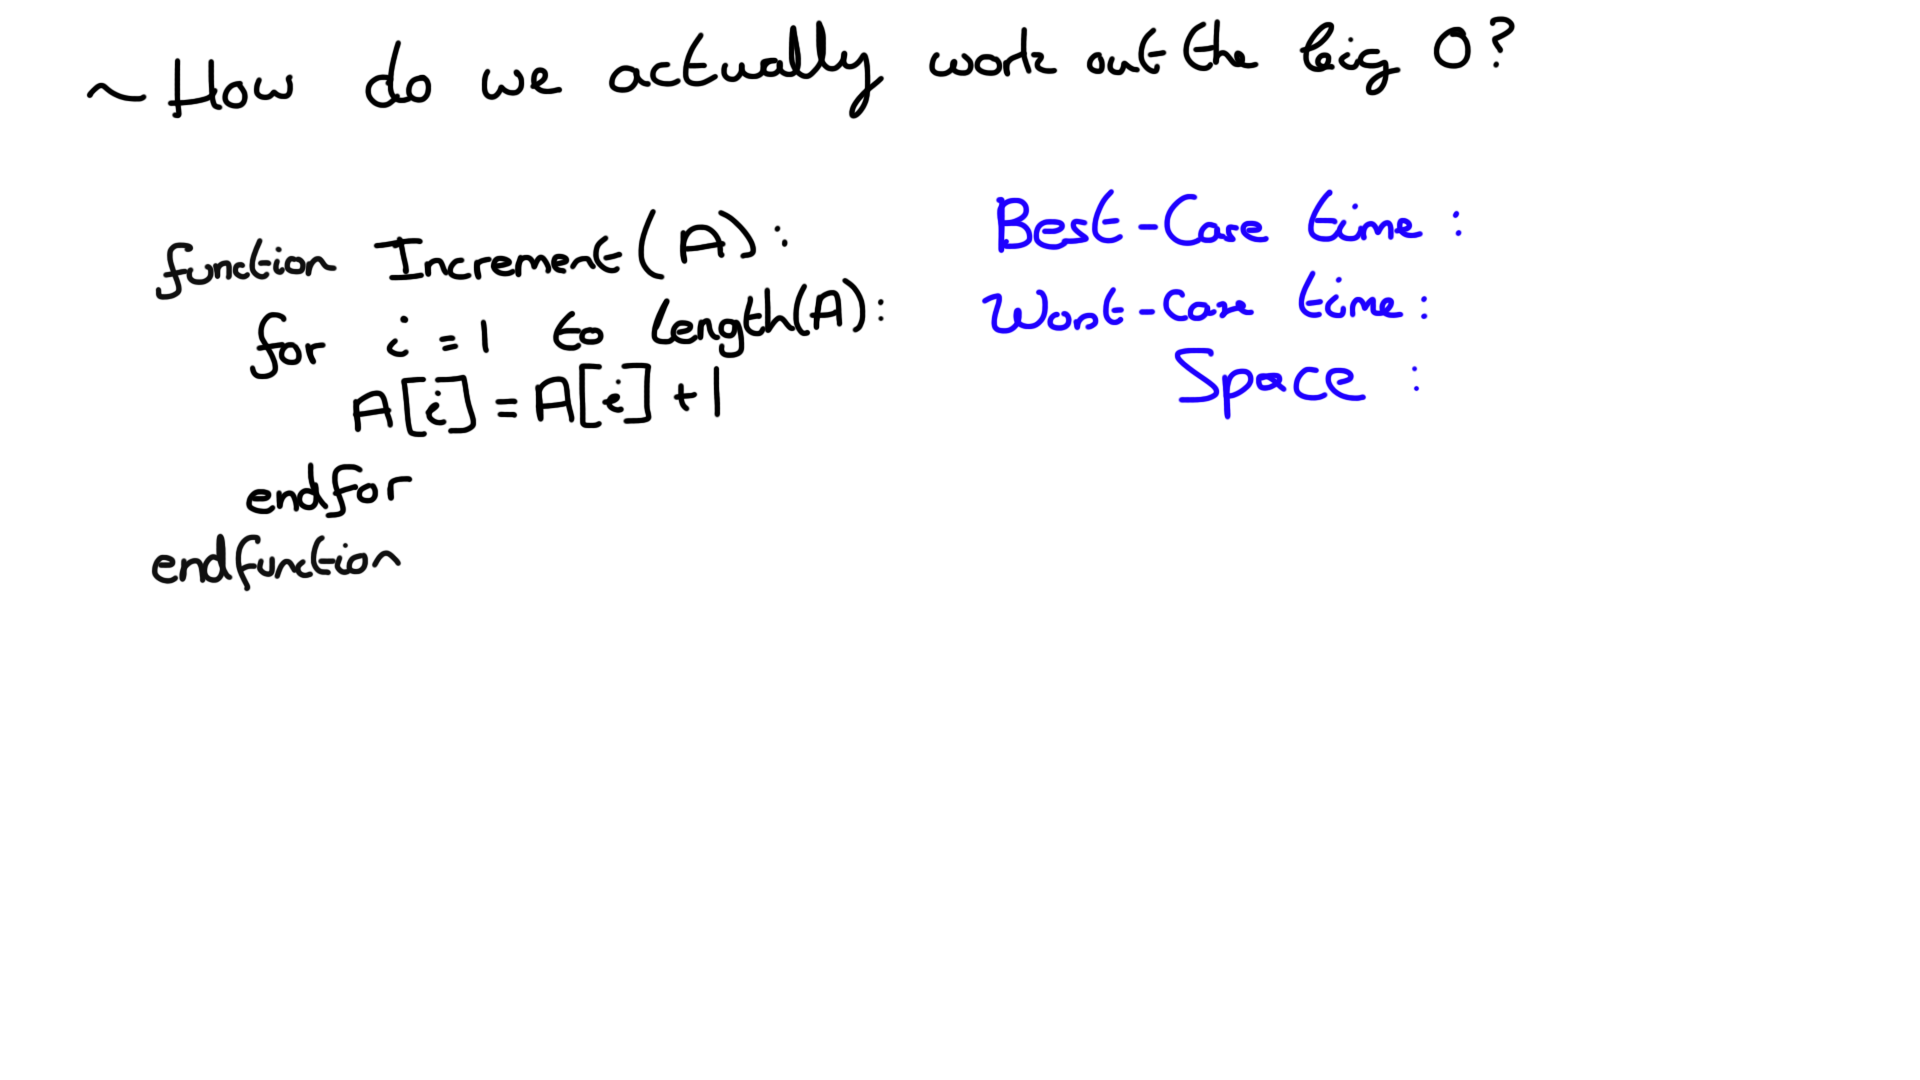 ~ How do we actually work out the big O?
function Increment(A):
for i = 1 to length(A):
A[i] = A[i] + 1
endfor
endfunction
Best-Case time :
Worst-Case time :
Space :